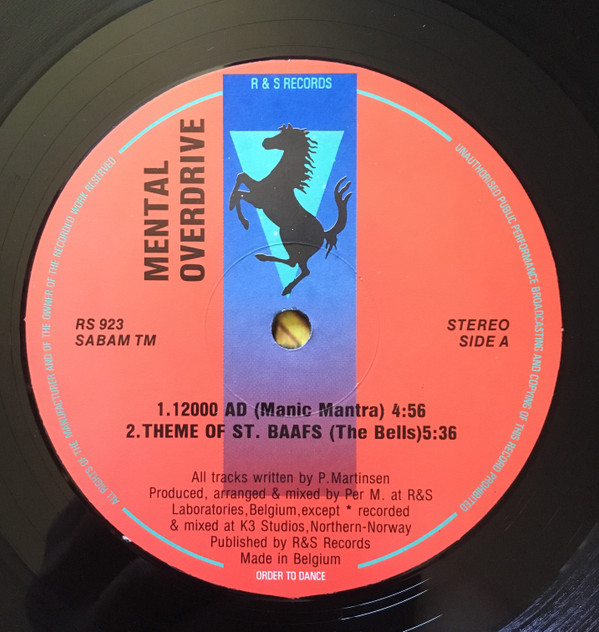 R & S RECORDS
MENTAL
OVERDRIVE
ALL RIGHTS OF THE MANUFACTURER AND OF THE OWNER OF THE RECORDED WORK RESERVED
UNAUTHORISED PUBLIC PERFORMANCE BROADCASTING AND COPYING OF THIS RECORD PROHIBITED
RS 923
SABAM TM
STEREO
SIDE A
1.12000 AD (Manic Mantra) 4:56
2.THEME OF ST. BAAFS (The Bells)5:36
All tracks written by P.Martinsen
Produced, arranged & mixed by Per M. at R&S
Laboratories,Belgium,except * recorded
& mixed at K3 Studios,Northern-Norway
Published by R&S Records
Made in Belgium
ORDER TO DANCE